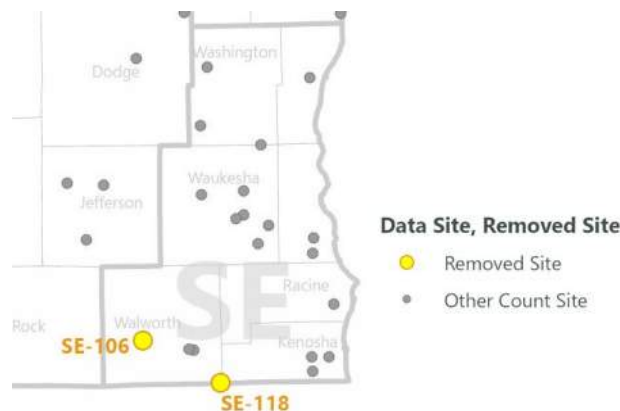 Washington
Dodge
Waukesha
Jefferson
Data Site, Removed Site
Removed Site
Other Count Site
SE
Racine
Rock
Walworth
Kenosha
SE-106
SE-118